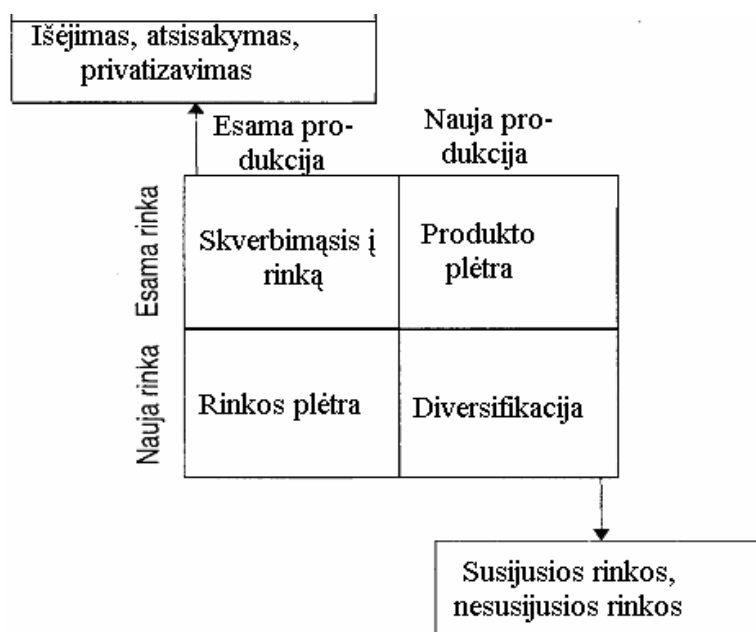 Išėjimas, atsisakymas,
privatizavimas
Esama pro-
dukcija
Nauja pro-
dukcija
Esama rinka
Skverbimąsis į
rinką
Produkto
plėtra
Nauja rinka
Rinkos plėtra
Diversifikacija
Susijusios rinkos,
nesusijusios rinkos